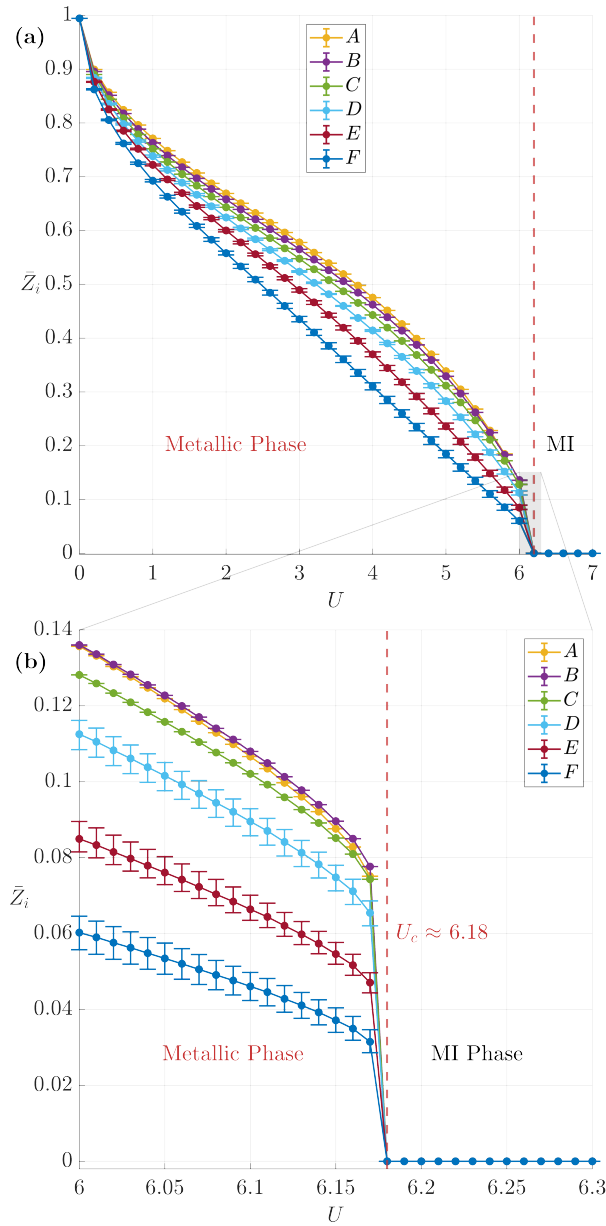 (a)
1
0.9
0.8
0.7
0.6
0.5
0.4
0.3
0.2
0.1
0
Z̄ᵢ
A
B
C
D
E
F
Metallic Phase
MI
0 1 2 3 4 5 6 7
U
(b)
0.14
0.12
0.1
0.08
0.06
0.04
0.02
0
Z̄ᵢ
A
B
C
D
E
F
U_c ≈ 6.18
Metallic Phase
MI Phase
6 6.05 6.1 6.15 6.2 6.25 6.3
U